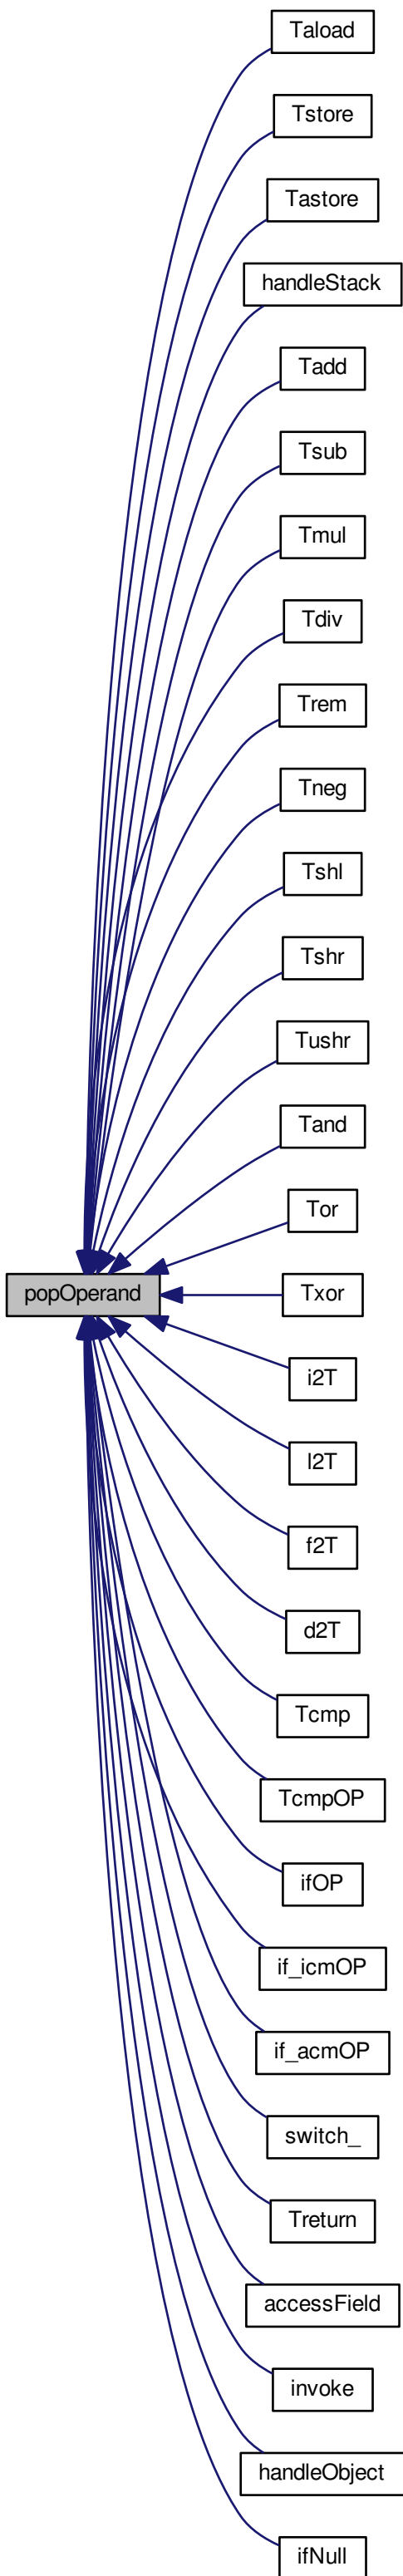 Taload
Tstore
Tastore
handleStack
Tadd
Tsub
Tmul
Tdiv
Trem
Tneg
Tshl
Tshr
Tushr
Tand
Tor
popOperand
Txor
i2T
l2T
f2T
d2T
Tcmp
TcmpOP
ifOP
if_icmOP
if_acmOP
switch_
Treturn
accessField
invoke
handleObject
ifNull